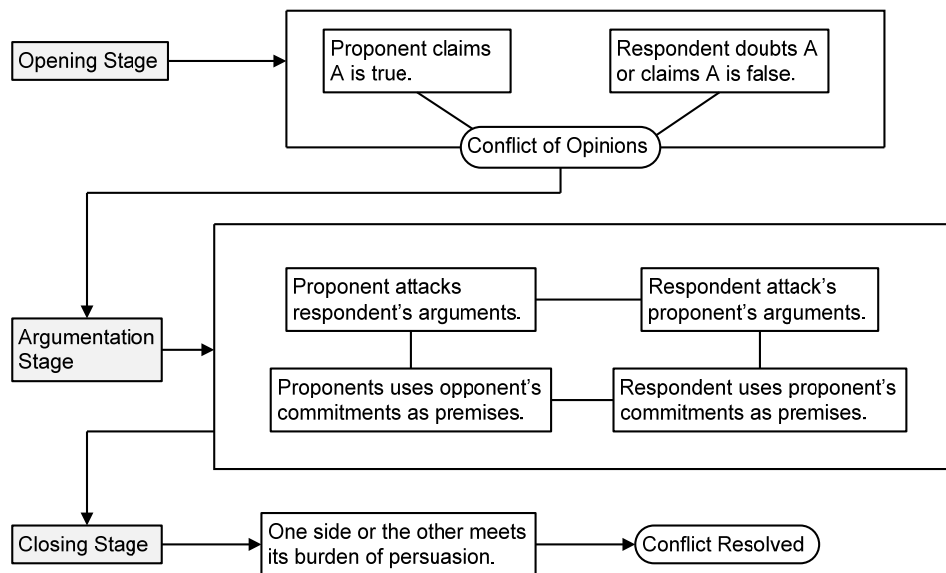 Opening Stage
Proponent claims
A is true.
Respondent doubts A
or claims A is false.
Conflict of Opinions
Argumentation
Stage
Proponent attacks
respondent’s arguments.
Respondent attack’s
proponent’s arguments.
Proponents uses opponent’s
commitments as premises.
Respondent uses proponent’s
commitments as premises.
Closing Stage
One side or the other meets
its burden of persuasion.
Conflict Resolved